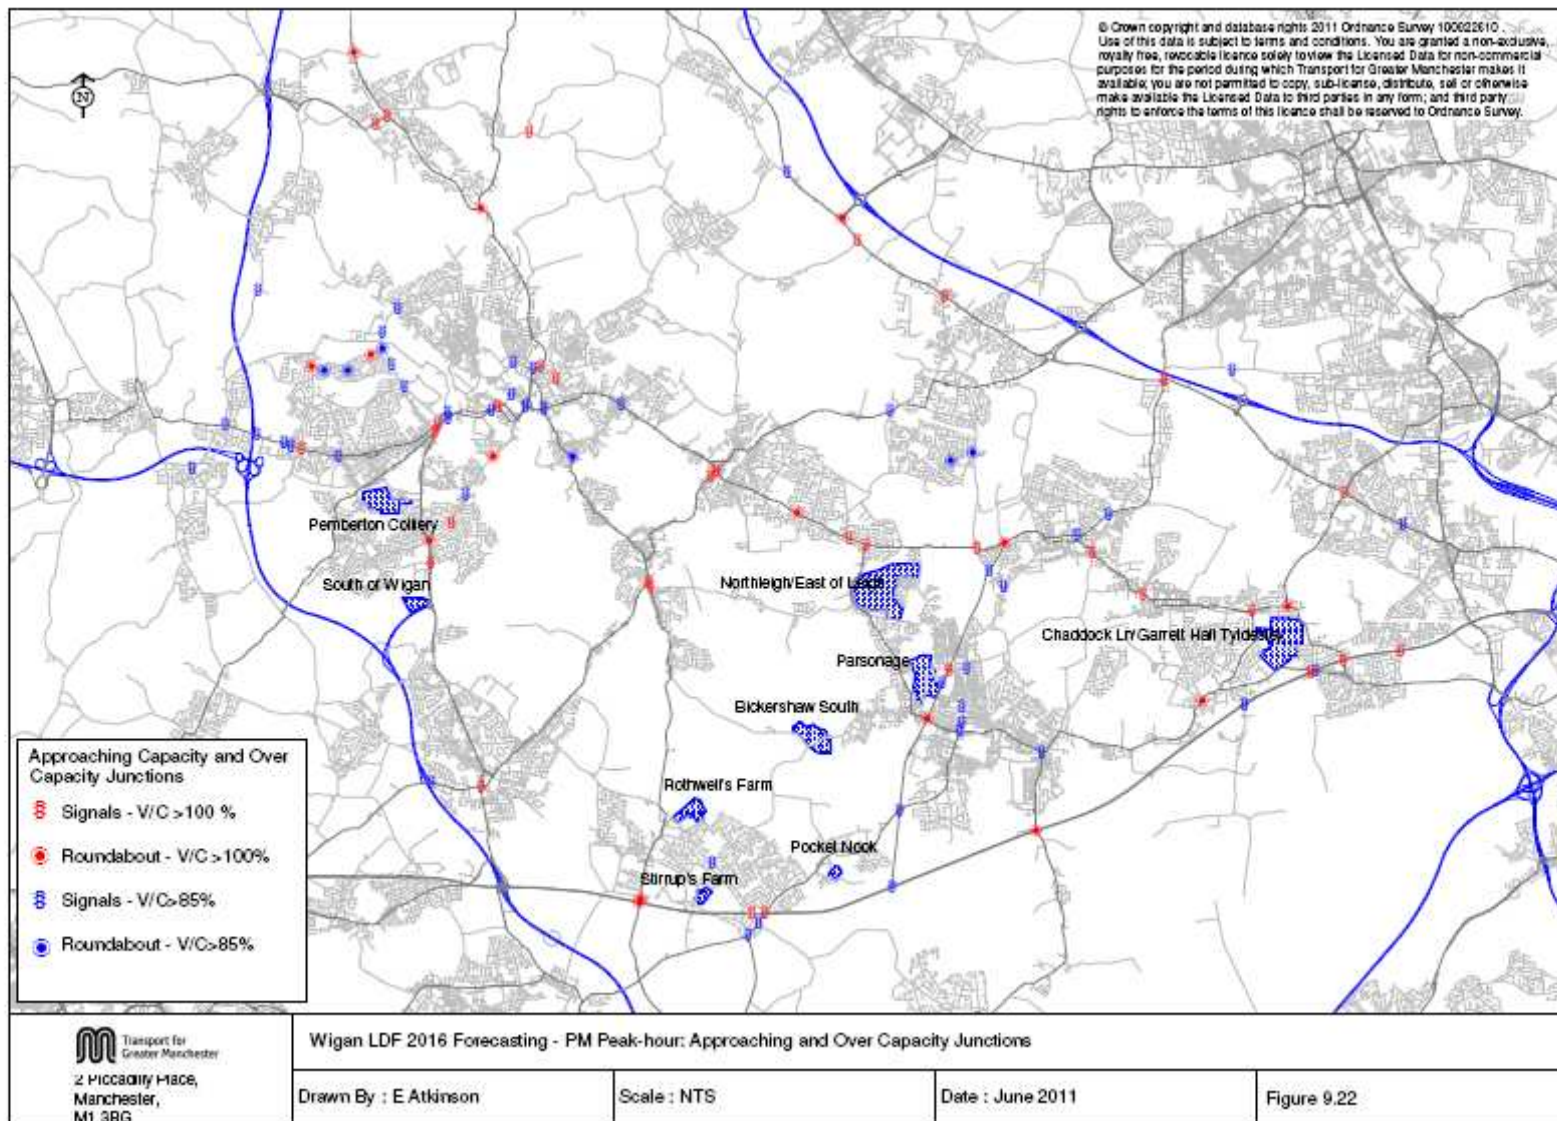 © Crown copyright and database rights 2011 Ordnance Survey 100022610 .
Use of this data is subject to terms and conditions. You are granted a non-exclusive,
royalty free, revocable licence solely to view the Licensed Data for non-commercial
purposes for the period during which Transport for Greater Manchester makes it
available; you are not permitted to copy, sub-license, distribute, sell or otherwise
make available the Licensed Data to third parties in any form; and third party
rights to enforce the terms of this licence shall be reserved to Ordnance Survey.
N
Pemberton Colliery
South of Wigan
Northleigh/East of Leigh
Chaddock Ln/Garrett Hall Tyldesley
Parsonage
Bickershaw South
Rothwell's Farm
Pocket Nook
Stirrup's Farm
Approaching Capacity and Over
Capacity Junctions
Signals - V/C >100 %
Roundabout - V/C >100%
Signals - V/C>85%
Roundabout - V/C>85%
Transport for
Greater Manchester
2 Piccadilly Place,
Manchester,
M1 3BG
Wigan LDF 2016 Forecasting - PM Peak-hour: Approaching and Over Capacity Junctions
Drawn By : E Atkinson
Scale : NTS
Date : June 2011
Figure 9.22